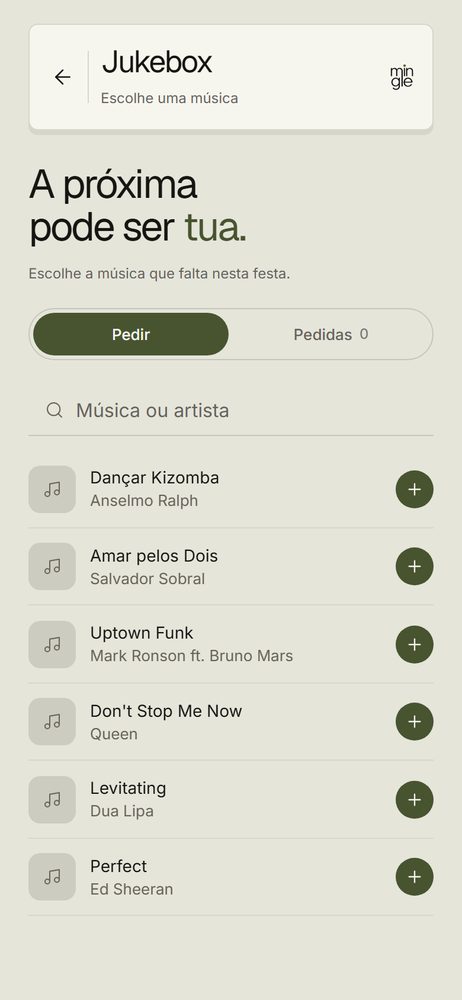 Jukebox
Escolhe uma música
min
gle
A próxima
pode ser tua.
Escolhe a música que falta nesta festa.
Pedir
Pedidas 0
Música ou artista
Dançar Kizomba
Anselmo Ralph
Amar pelos Dois
Salvador Sobral
Uptown Funk
Mark Ronson ft. Bruno Mars
Don't Stop Me Now
Queen
Levitating
Dua Lipa
Perfect
Ed Sheeran